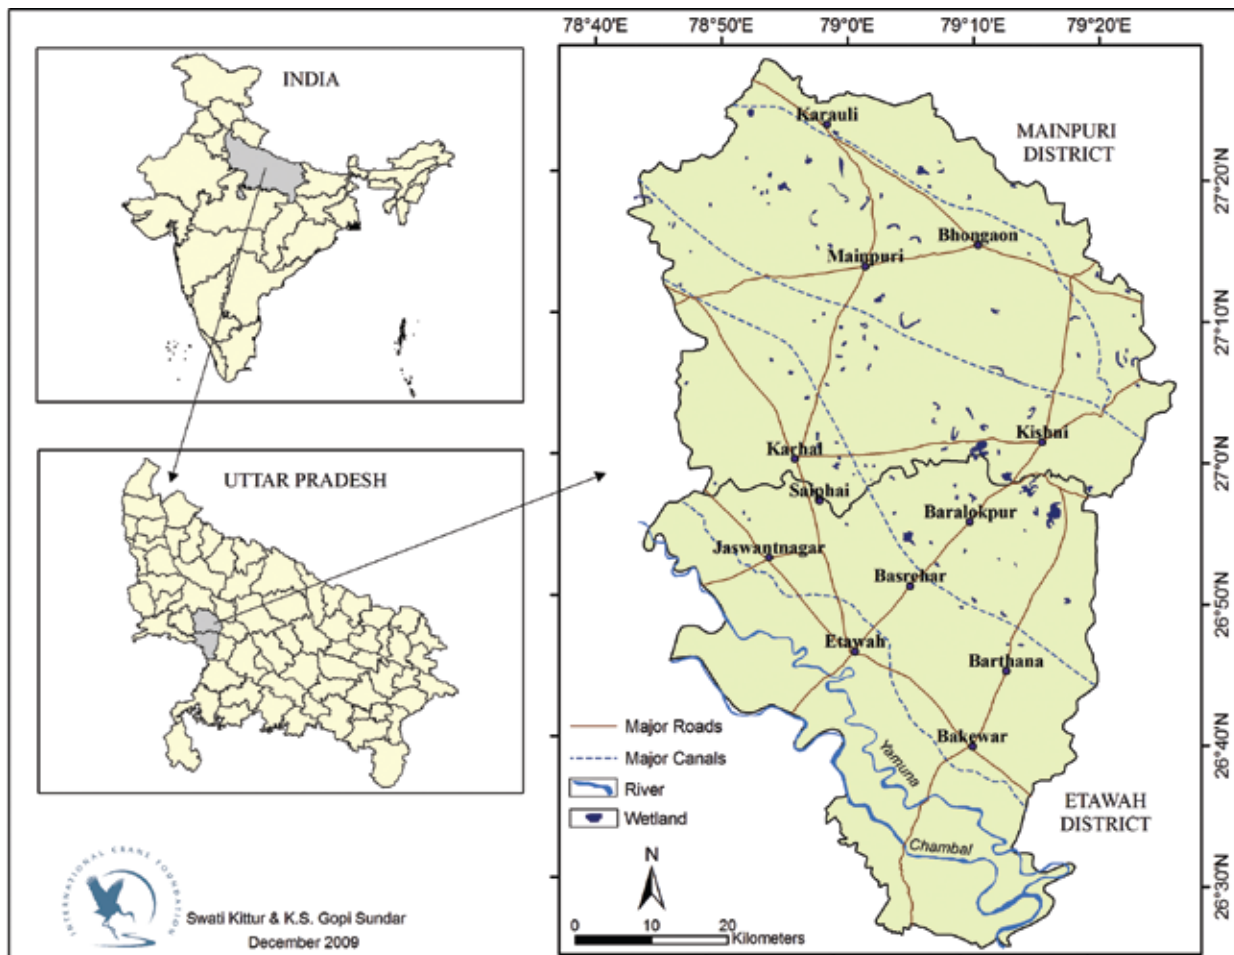 78°40'E 78°50'E 79°0'E 79°10'E 79°20'E
INDIA
UTTAR PRADESH
INTERNATIONAL CRANE FOUNDATION
Swati Kittur & K.S. Gopi Sundar
December 2009
MAINPURI
DISTRICT
Karauli
Bhongaon
Mainpuri
Kishni
Karhal
Saiphai
Baralokpur
Jaswantnagar
Basrehar
Etawah
Barthana
Bakewar
Yamuna
Chambal
ETAWAH
DISTRICT
Major Roads
Major Canals
River
Wetland
N
0 10 20
Kilometers
27°20'N
27°10'N
27°0'N
26°50'N
26°40'N
26°30'N